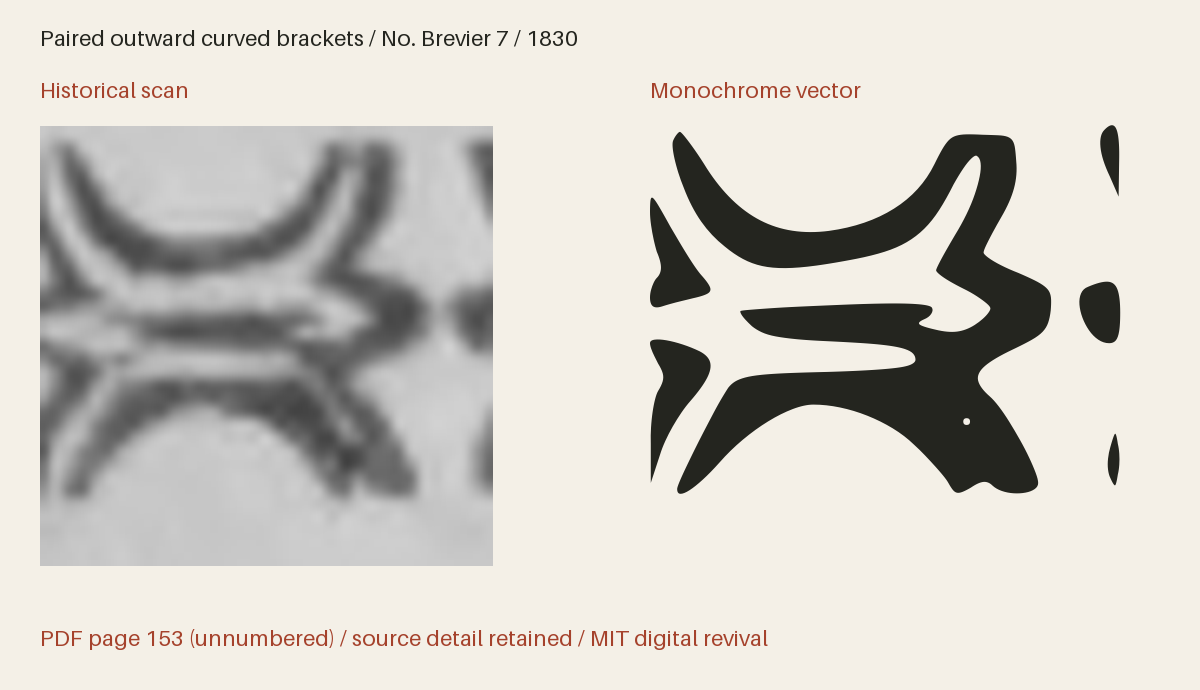 Paired outward curved brackets / No. Brevier 7 / 1830
Historical scan
Monochrome vector
PDF page 153 (unnumbered) / source detail retained / MIT digital revival